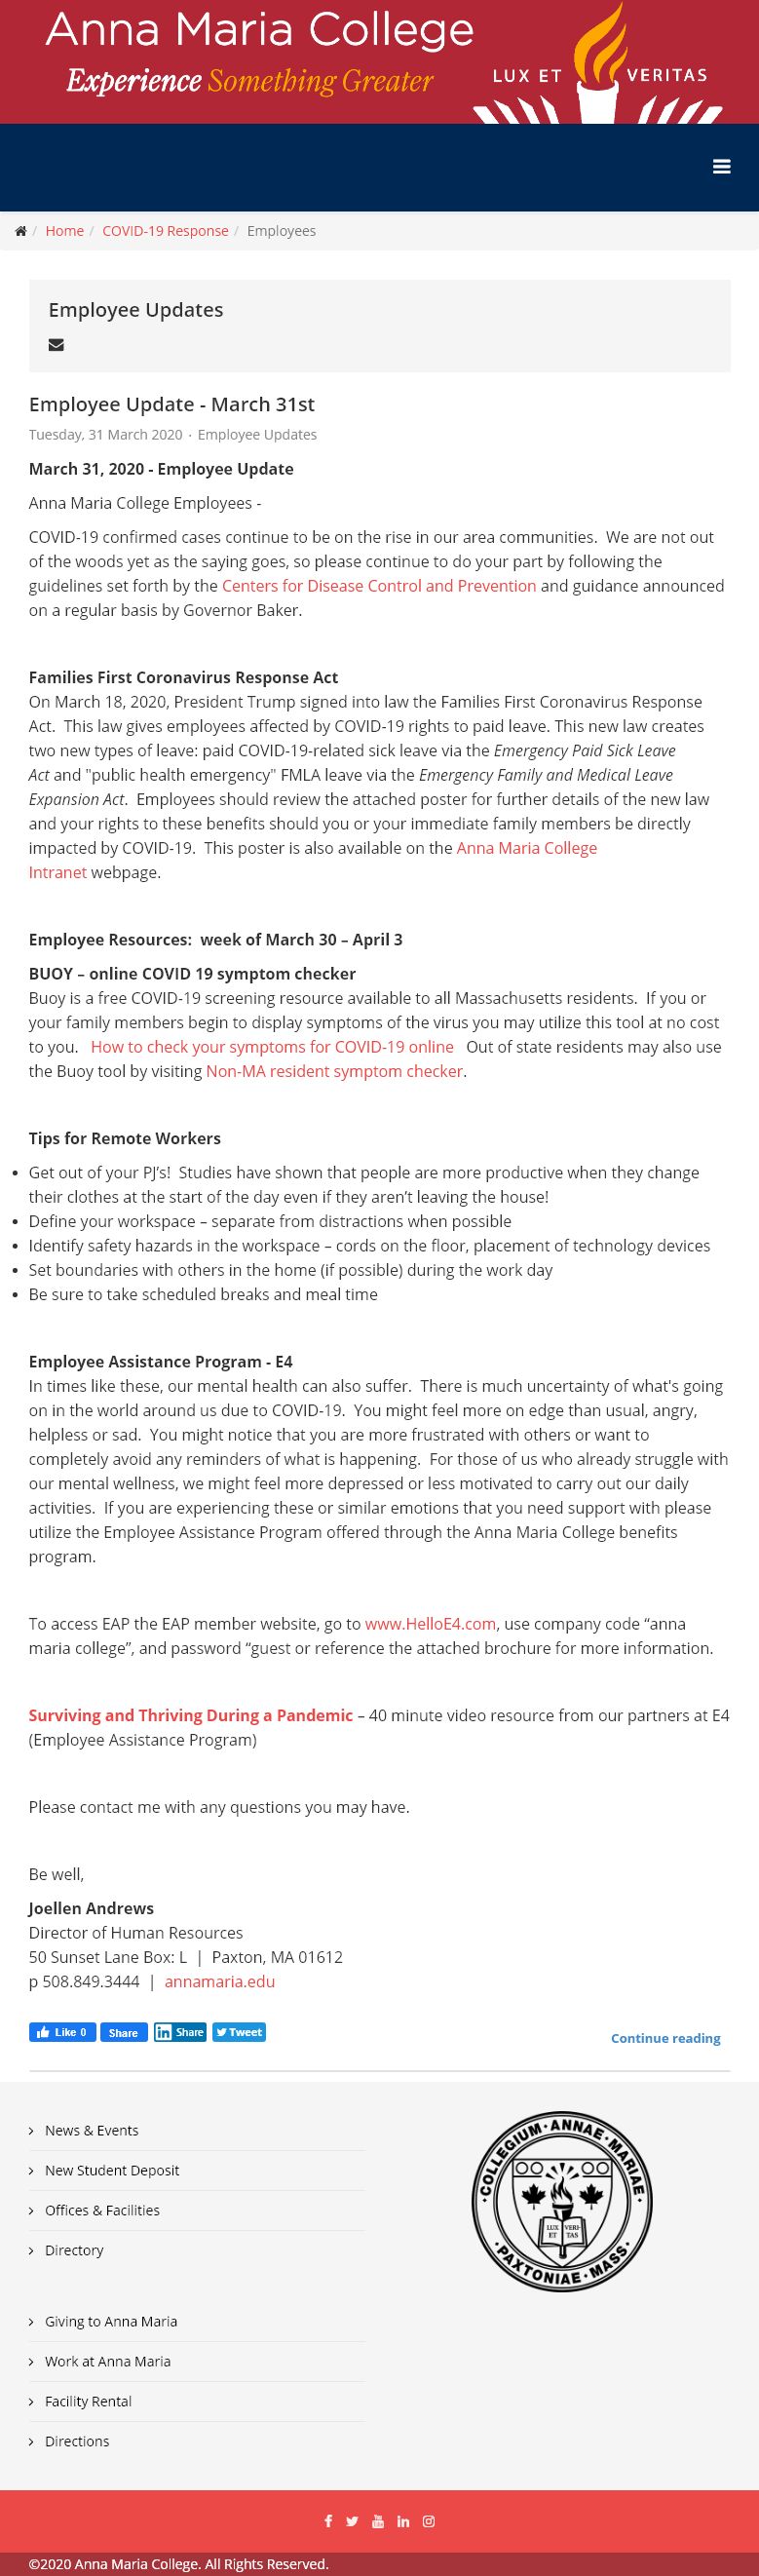 Anna Maria College
Experience Something Greater
LUX ET VERITAS
/ Home / COVID-19 Response / Employees
Employee Updates
Employee Update - March 31st
Tuesday, 31 March 2020 · Employee Updates
March 31, 2020 - Employee Update
Anna Maria College Employees -
COVID-19 confirmed cases continue to be on the rise in our area communities.  We are not out
of the woods yet as the saying goes, so please continue to do your part by following the
guidelines set forth by the Centers for Disease Control and Prevention and guidance announced
on a regular basis by Governor Baker.
Families First Coronavirus Response Act
On March 18, 2020, President Trump signed into law the Families First Coronavirus Response
Act.  This law gives employees affected by COVID-19 rights to paid leave. This new law creates
two new types of leave: paid COVID-19-related sick leave via the Emergency Paid Sick Leave
Act and "public health emergency" FMLA leave via the Emergency Family and Medical Leave
Expansion Act.  Employees should review the attached poster for further details of the new law
and your rights to these benefits should you or your immediate family members be directly
impacted by COVID-19.  This poster is also available on the Anna Maria College
Intranet webpage.
Employee Resources:  week of March 30 – April 3
BUOY – online COVID 19 symptom checker
Buoy is a free COVID-19 screening resource available to all Massachusetts residents.  If you or
your family members begin to display symptoms of the virus you may utilize this tool at no cost
to you.   How to check your symptoms for COVID-19 online   Out of state residents may also use
the Buoy tool by visiting Non-MA resident symptom checker.
Tips for Remote Workers
• Get out of your PJ’s!  Studies have shown that people are more productive when they change
their clothes at the start of the day even if they aren’t leaving the house!
• Define your workspace – separate from distractions when possible
• Identify safety hazards in the workspace – cords on the floor, placement of technology devices
• Set boundaries with others in the home (if possible) during the work day
• Be sure to take scheduled breaks and meal time
Employee Assistance Program - E4
In times like these, our mental health can also suffer.  There is much uncertainty of what's going
on in the world around us due to COVID-19.  You might feel more on edge than usual, angry,
helpless or sad.  You might notice that you are more frustrated with others or want to
completely avoid any reminders of what is happening.  For those of us who already struggle with
our mental wellness, we might feel more depressed or less motivated to carry out our daily
activities.  If you are experiencing these or similar emotions that you need support with please
utilize the Employee Assistance Program offered through the Anna Maria College benefits
program.
To access EAP the EAP member website, go to www.HelloE4.com, use company code “anna
maria college”, and password “guest or reference the attached brochure for more information.
Surviving and Thriving During a Pandemic – 40 minute video resource from our partners at E4
(Employee Assistance Program)
Please contact me with any questions you may have.
Be well,
Joellen Andrews
Director of Human Resources
50 Sunset Lane Box: L  |  Paxton, MA 01612
p 508.849.3444  |  annamaria.edu
Like 0 Share Share Tweet
Continue reading
News & Events
New Student Deposit
Offices & Facilities
Directory
COLLEGIUM ANNAE MARIAE
LUX ET VERI- TAS
PAXTONIAE MASS.
Giving to Anna Maria
Work at Anna Maria
Facility Rental
Directions
©2020 Anna Maria College. All Rights Reserved.